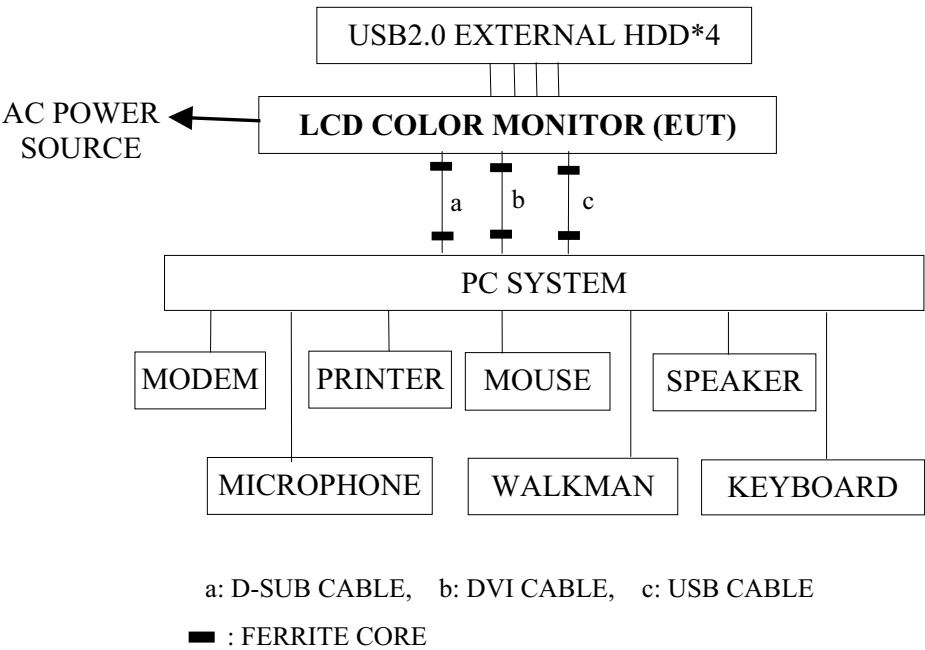 USB2.0 EXTERNAL HDD*4
AC POWER
SOURCE
LCD COLOR MONITOR (EUT)
a
b
c
PC SYSTEM
MODEM
PRINTER
MOUSE
SPEAKER
MICROPHONE
WALKMAN
KEYBOARD
a: D-SUB CABLE, b: DVI CABLE, c: USB CABLE
: FERRITE CORE